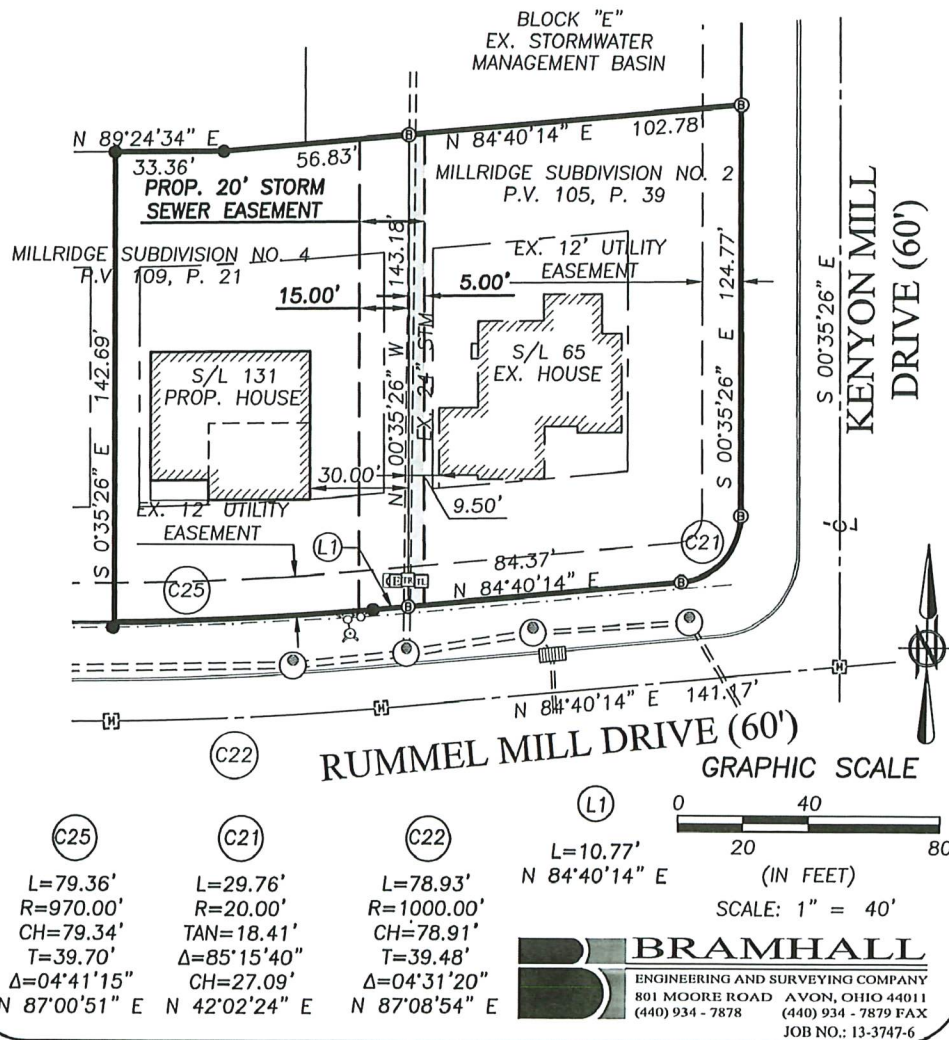 BLOCK "E"
EX. STORMWATER
MANAGEMENT BASIN
N 89°24'34" E
33.36'
56.83'
N 84°40'14" E
102.78'
PROP. 20' STORM
SEWER EASEMENT
MILLRIDGE SUBDIVISION NO. 2
P.V. 105, P. 39
MILLRIDGE SUBDIVISION NO. 4
P.V. 109, P. 21
EX. 12' UTILITY
EASEMENT
15.00'
5.00'
N 00°35'26" W 143.18'
EX. 24" STM
S 00°35'26" E 124.77'
S 00°35'26" E
KENYON MILL
DRIVE (60')
S 0°35'26" E 142.69'
S/L 131
PROP. HOUSE
S/L 65
EX. HOUSE
30.00'
9.50'
EX. 12' UTILITY
EASEMENT
L1
C21
C25
84.37'
N 84°40'14" E
E TR TL
B
B
B
B
B
H
H
H
CL
N
N 84°40'14" E 141.17'
C22
RUMMEL MILL DRIVE (60')
GRAPHIC SCALE
0 40
20 80
(IN FEET)
SCALE: 1" = 40'
L1
L=10.77'
N 84°40'14" E
C25
L=79.36'
R=970.00'
CH=79.34'
T=39.70'
Δ=04°41'15"
N 87°00'51" E
C21
L=29.76'
R=20.00'
TAN=18.41'
Δ=85°15'40"
CH=27.09'
N 42°02'24" E
C22
L=78.93'
R=1000.00'
CH=78.91'
T=39.48'
Δ=04°31'20"
N 87°08'54" E
BRAMHALL
ENGINEERING AND SURVEYING COMPANY
801 MOORE ROAD AVON, OHIO 44011
(440) 934 - 7878 (440) 934 - 7879 FAX
JOB NO.: 13-3747-6